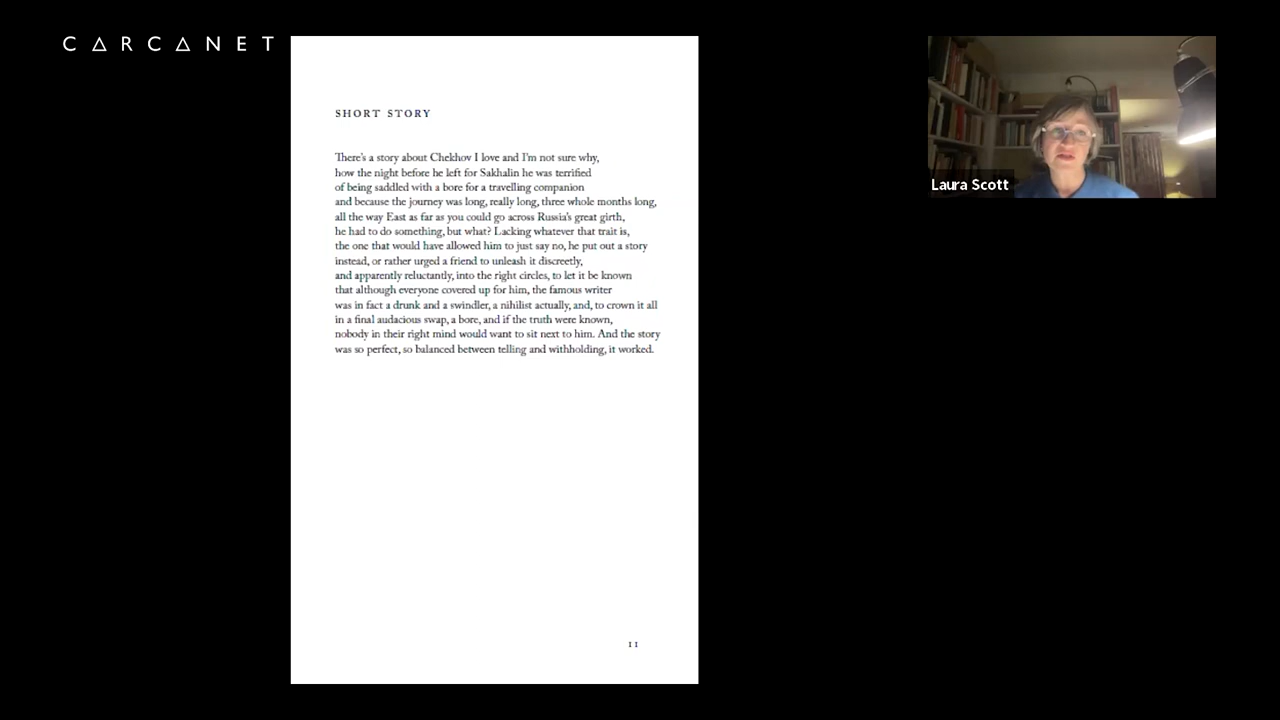 CARCANET
SHORT STORY
There's a story about Chekhov I love and I'm not sure why,
how the night before he left for Sakhalin he was terrified
of being saddled with a bore for a travelling companion
and because the journey was long, really long, three whole months long,
all the way East as far as you could go across Russia's great girth,
he had to do something, but what? Lacking whatever that trait is,
the one that would have allowed him to just say no, he put out a story
instead, or rather urged a friend to unleash it discreetly,
and apparently reluctantly, into the right circles, to let it be known
that although everyone covered up for him, the famous writer
was in fact a drunk and a swindler, a nihilist actually, and, to crown it all
in a final audacious swap, a bore, and if the truth were known,
nobody in their right mind would want to sit next to him. And the story
was so perfect, so balanced between telling and withholding, it worked.
11
Laura Scott